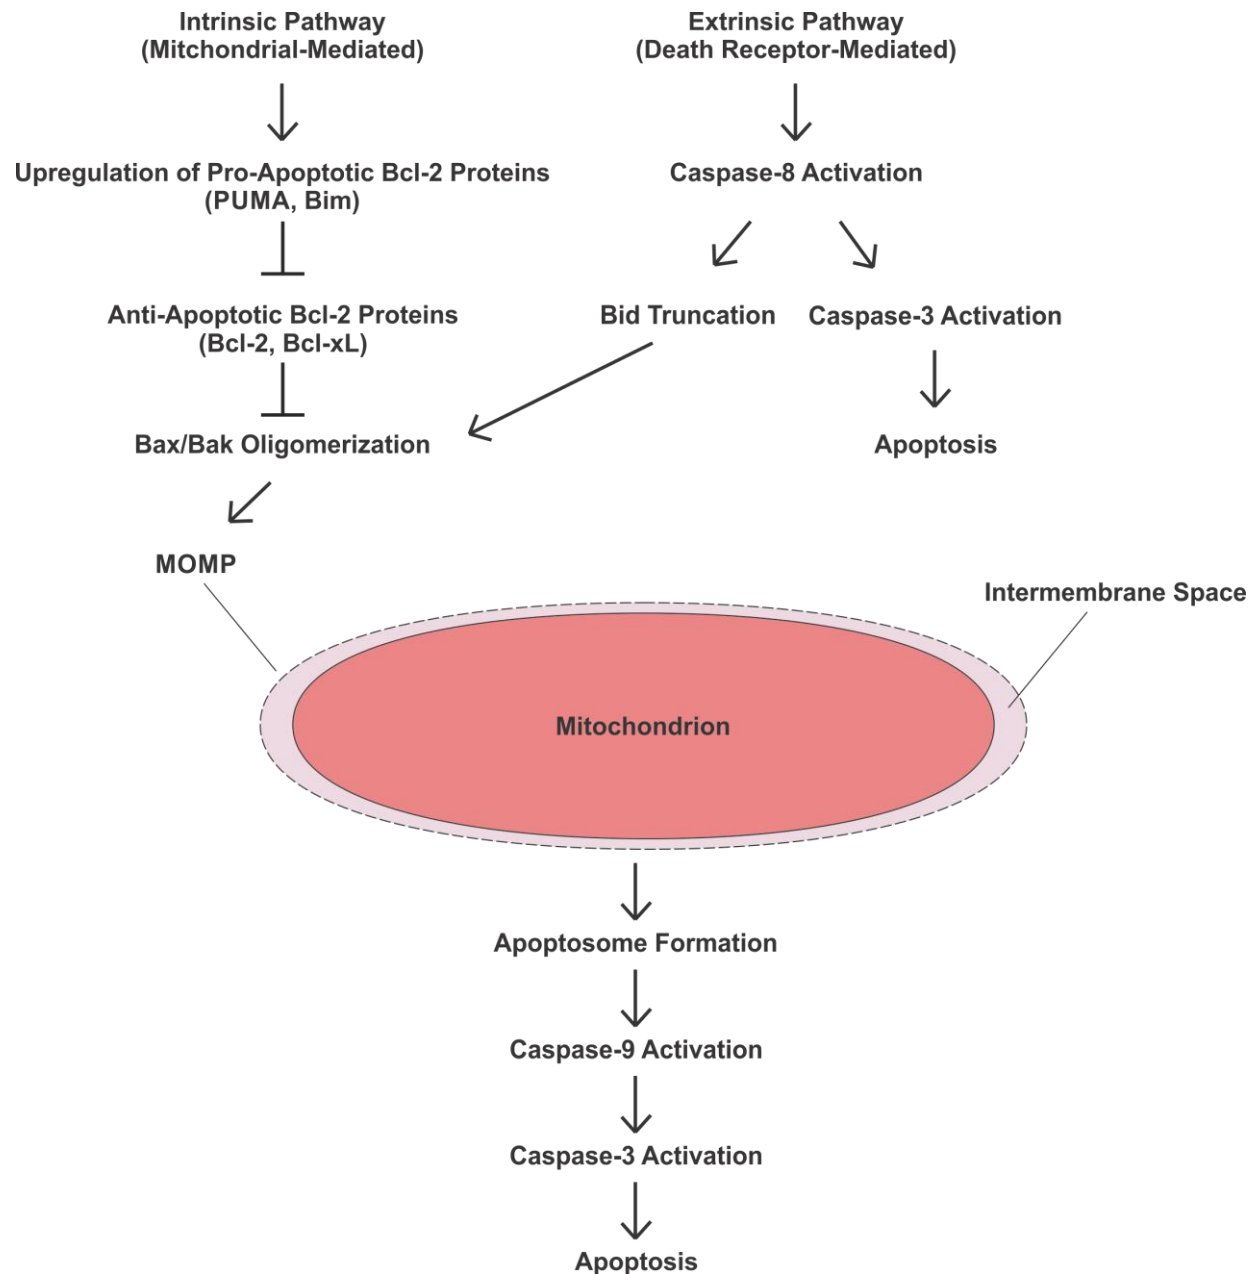 Intrinsic Pathway
(Mitchondrial-Mediated)
Extrinsic Pathway
(Death Receptor-Mediated)
Upregulation of Pro-Apoptotic Bcl-2 Proteins
(PUMA, Bim)
Caspase-8 Activation
Anti-Apoptotic Bcl-2 Proteins
(Bcl-2, Bcl-xL)
Bid Truncation
Caspase-3 Activation
Bax/Bak Oligomerization
Apoptosis
MOMP
Intermembrane Space
Mitochondrion
Apoptosome Formation
Caspase-9 Activation
Caspase-3 Activation
Apoptosis